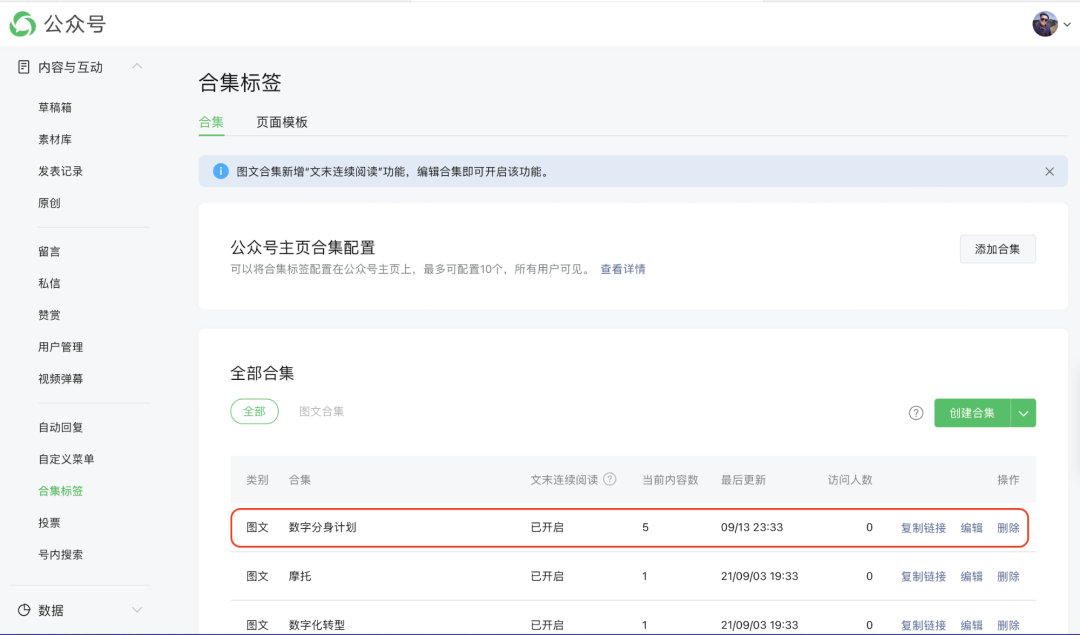 公众号
内容与互动
草稿箱
素材库
发表记录
原创
留言
私信
赞赏
用户管理
视频弹幕
自动回复
自定义菜单
合集标签
投票
号内搜索
数据
合集标签
合集 页面模板
图文合集新增“文末连续阅读”功能，编辑合集即可开启该功能。
公众号主页合集配置
可以将合集标签配置在公众号主页上，最多可配置10个，所有用户可见。 查看详情
添加合集
全部合集
全部 图文合集
创建合集
类别 合集 文末连续阅读 当前内容数 最后更新 访问人数 操作
图文 数字分身计划 已开启 5 09/13 23:33 0 复制链接 编辑 删除
图文 摩托 已开启 1 21/09/03 19:33 0 复制链接 编辑 删除
图文 数字化转型 已开启 1 21/09/03 19:33 0 复制链接 编辑 删除